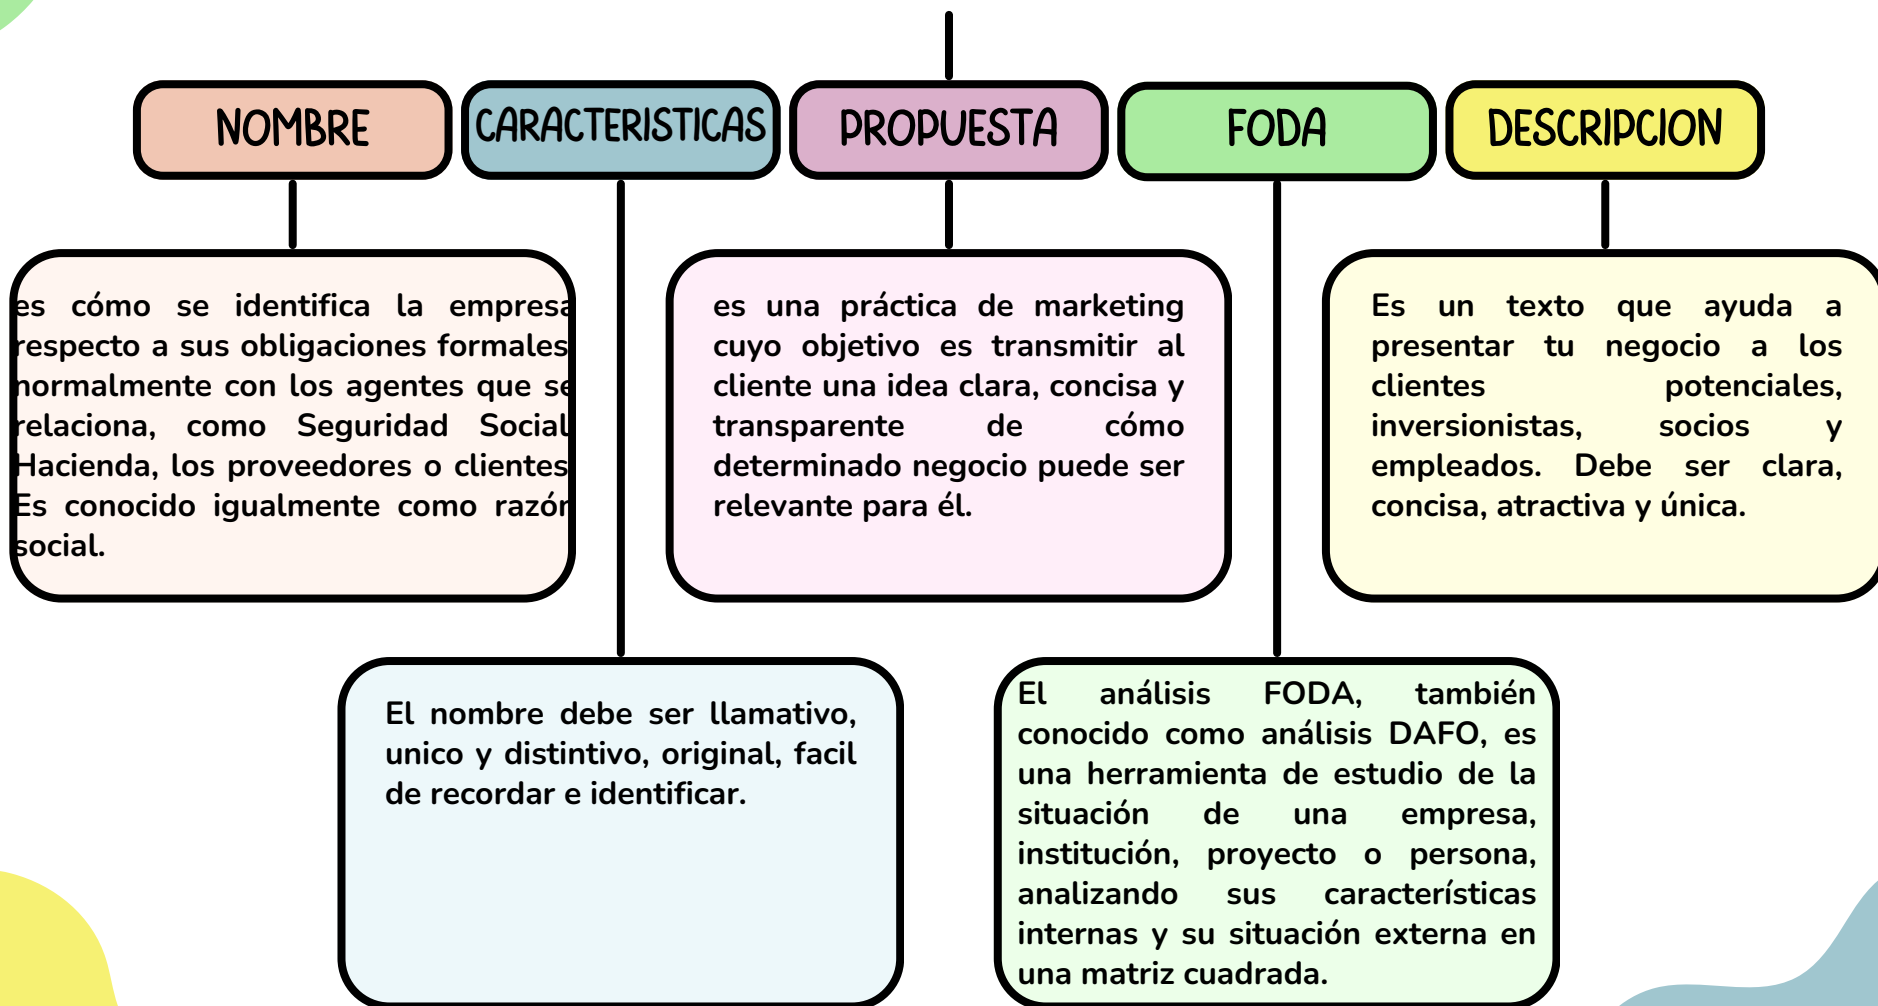 NOMBRE
CARACTERISTICAS
PROPUESTA
FODA
DESCRIPCION
es cómo se identifica la empresa
respecto a sus obligaciones formales
normalmente con los agentes que se
relaciona, como Seguridad Social
Hacienda, los proveedores o clientes
Es conocido igualmente como razón
social.
es una práctica de marketing
cuyo objetivo es transmitir al
cliente una idea clara, concisa y
transparente de cómo
determinado negocio puede ser
relevante para él.
Es un texto que ayuda a
presentar tu negocio a los
clientes potenciales,
inversionistas, socios y
empleados. Debe ser clara,
concisa, atractiva y única.
El nombre debe ser llamativo,
unico y distintivo, original, facil
de recordar e identificar.
El análisis FODA, también
conocido como análisis DAFO, es
una herramienta de estudio de la
situación de una empresa,
institución, proyecto o persona,
analizando sus características
internas y su situación externa en
una matriz cuadrada.